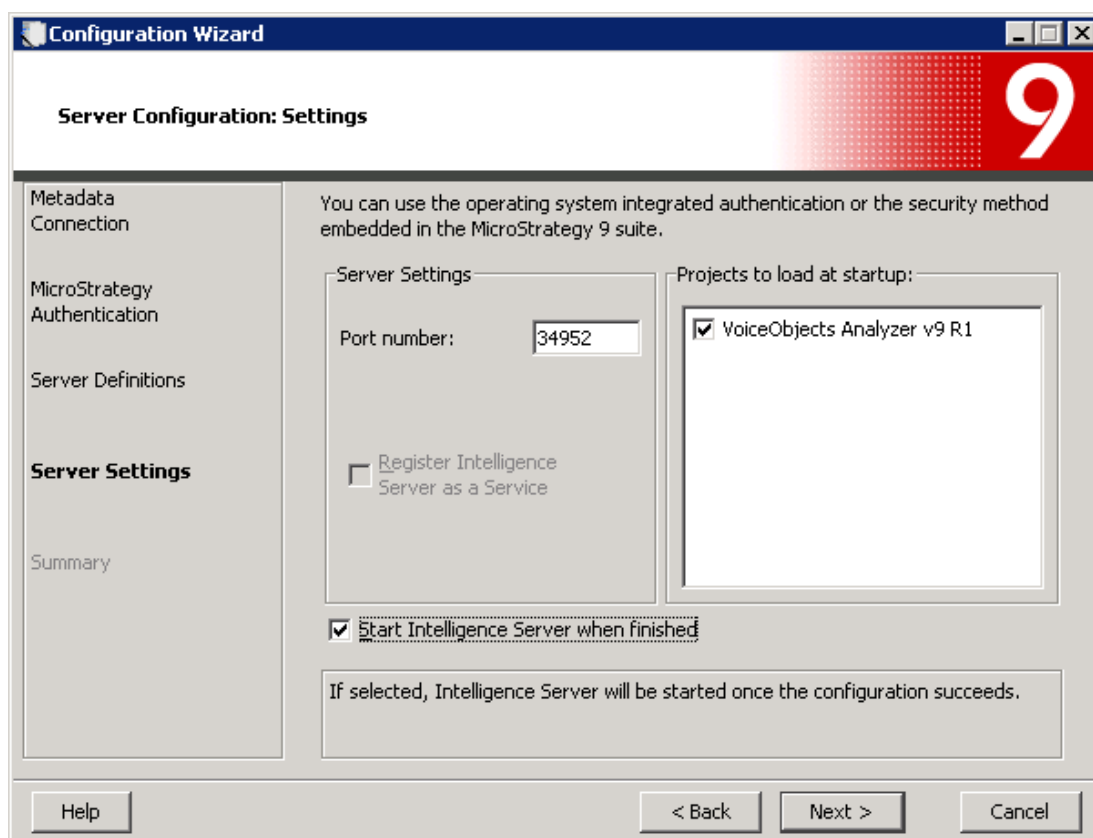 Configuration Wizard
Server Configuration: Settings
9
Metadata
Connection
MicroStrategy
Authentication
Server Definitions
Server Settings
Summary
You can use the operating system integrated authentication or the security method
embedded in the MicroStrategy 9 suite.
Server Settings
Port number:
34952
Register Intelligence
Server as a Service
Projects to load at startup:
VoiceObjects Analyzer v9 R1
Start Intelligence Server when finished
If selected, Intelligence Server will be started once the configuration succeeds.
Help
< Back
Next >
Cancel